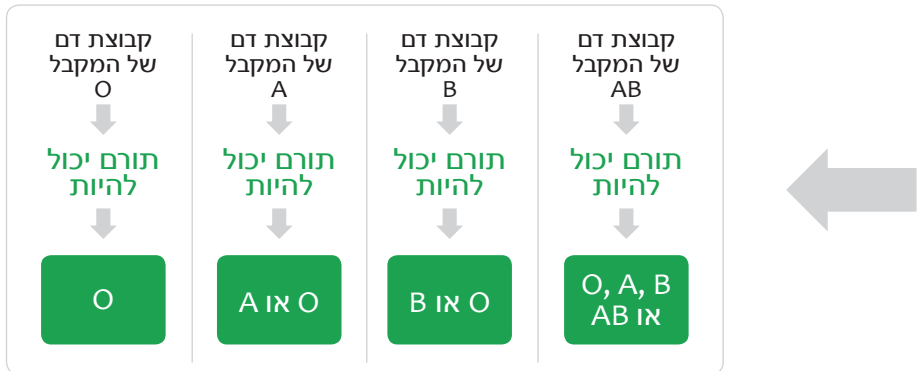 קבוצת דם
של המקבל
AB
תורם יכול
להיות
O, A, B
או AB
קבוצת דם
של המקבל
B
תורם יכול
להיות
O או B
קבוצת דם
של המקבל
A
תורם יכול
להיות
O או A
קבוצת דם
של המקבל
O
תורם יכול
להיות
O